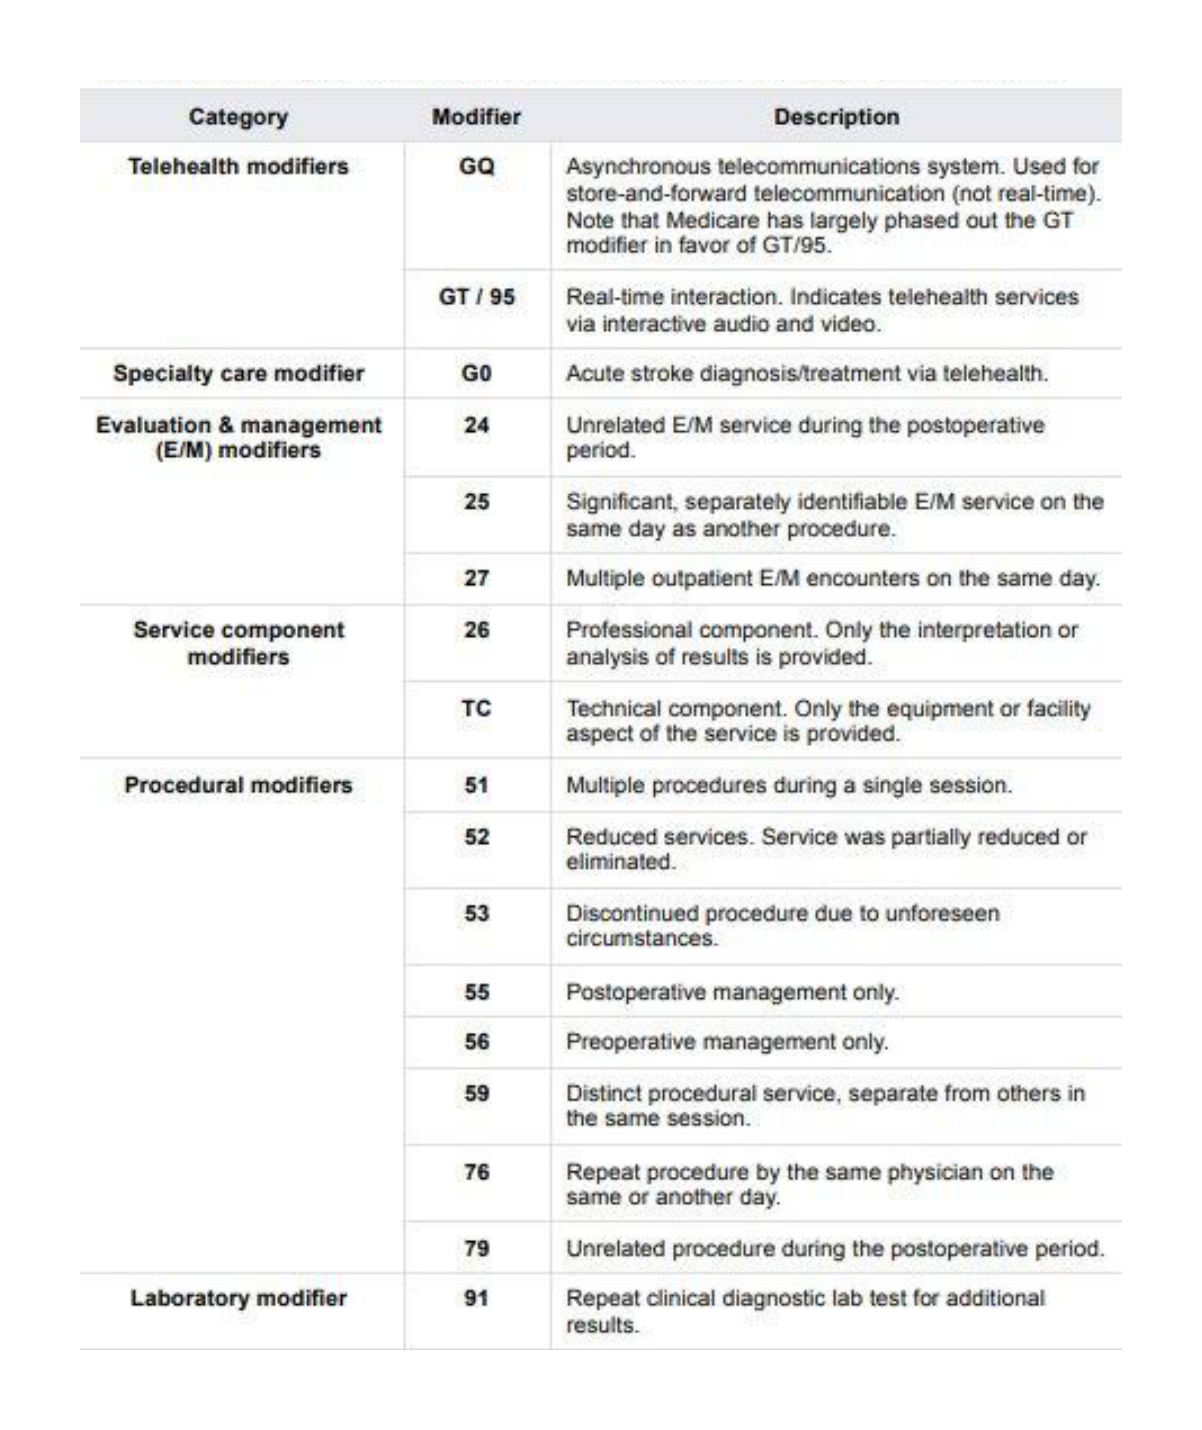 Category Modifier Description
Telehealth modifiers GQ Asynchronous telecommunications system. Used for
store-and-forward telecommunication (not real-time).
Note that Medicare has largely phased out the GT
modifier in favor of GT/95.
GT / 95 Real-time interaction. Indicates telehealth services
via interactive audio and video.
Specialty care modifier G0 Acute stroke diagnosis/treatment via telehealth.
Evaluation & management 24 Unrelated E/M service during the postoperative
(E/M) modifiers period.
25 Significant, separately identifiable E/M service on the
same day as another procedure.
27 Multiple outpatient E/M encounters on the same day.
Service component 26 Professional component. Only the interpretation or
modifiers analysis of results is provided.
TC Technical component. Only the equipment or facility
aspect of the service is provided.
Procedural modifiers 51 Multiple procedures during a single session.
52 Reduced services. Service was partially reduced or
eliminated.
53 Discontinued procedure due to unforeseen
circumstances.
55 Postoperative management only.
56 Preoperative management only.
59 Distinct procedural service, separate from others in
the same session.
76 Repeat procedure by the same physician on the
same or another day.
79 Unrelated procedure during the postoperative period.
Laboratory modifier 91 Repeat clinical diagnostic lab test for additional
results.